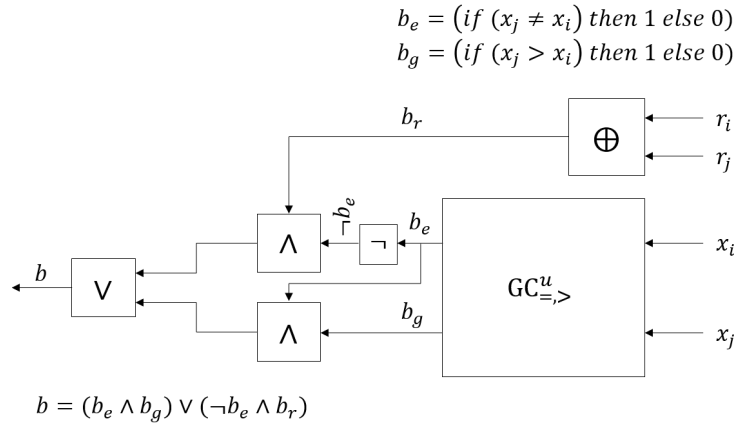 b_e = (if (x_j ≠ x_i) then 1 else 0)
b_g = (if (x_j > x_i) then 1 else 0)
b_r
⊕
r_i
r_j
¬b_e
b_e
∧
¬
x_i
b
∨
GC^u_{=,>}
∧
b_g
x_j
b = (b_e ∧ b_g) ∨ (¬b_e ∧ b_r)